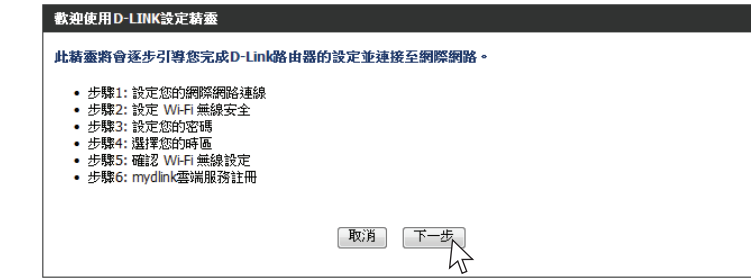 歡迎使用D-LINK設定精靈
此精靈將會逐步引導您完成D-Link路由器的設定並連接至網際網路。
步驟1: 設定您的網際網路連線
步驟2: 設定 Wi-Fi 無線安全
步驟3: 設定您的密碼
步驟4: 選擇您的時區
步驟5: 確認 Wi-Fi 無線設定
步驟6: mydlink雲端服務註冊
取消 下一步